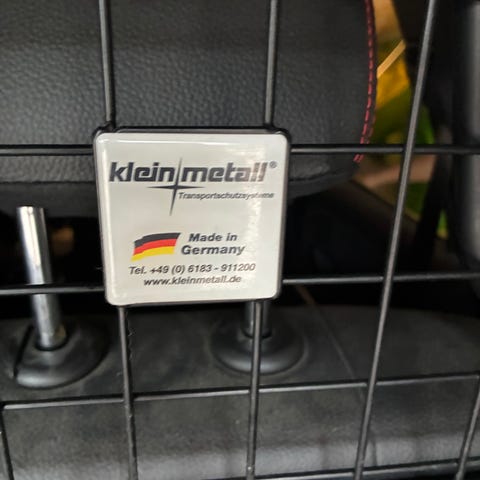 kleinmetall®
Transportschutzsysteme
Made in
Germany
Tel. +49 (0) 6183 - 911200
www.kleinmetall.de